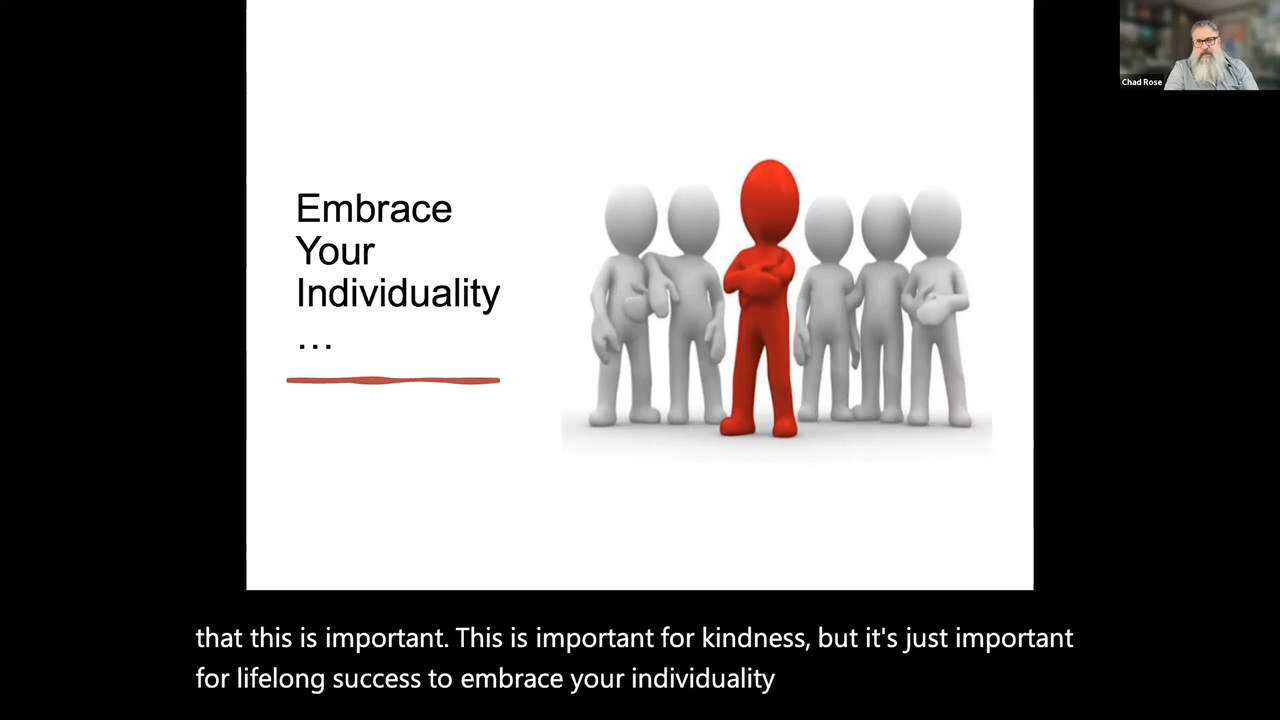 Chad Rose
Embrace
Your
Individuality
…
that this is important. This is important for kindness, but it's just important
for lifelong success to embrace your individuality